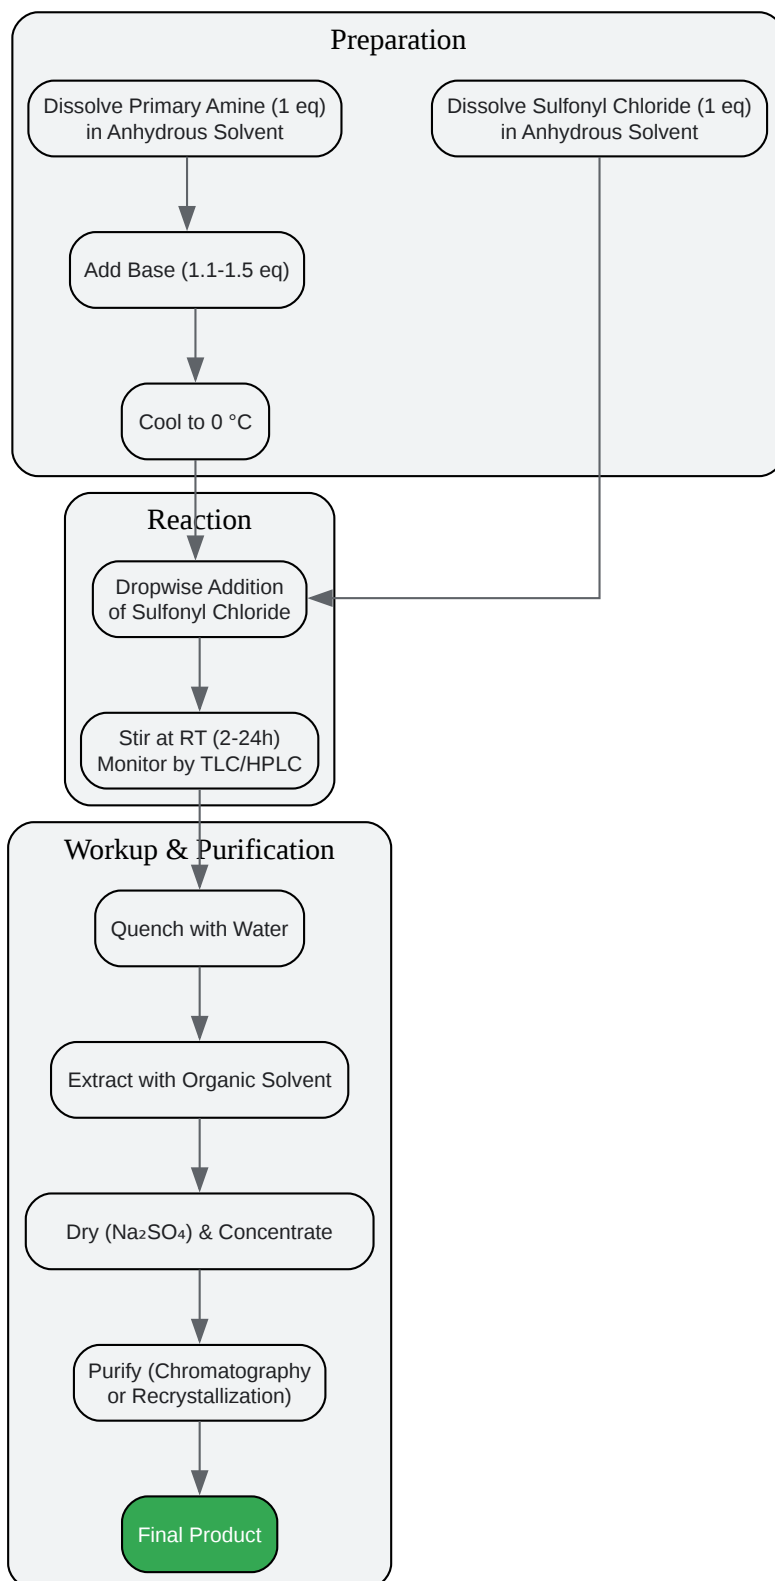 Preparation
Dissolve Primary Amine (1 eq)
in Anhydrous Solvent
Dissolve Sulfonyl Chloride (1 eq)
in Anhydrous Solvent
Add Base (1.1-1.5 eq)
Cool to 0 °C
Reaction
Dropwise Addition
of Sulfonyl Chloride
Stir at RT (2-24h)
Monitor by TLC/HPLC
Workup & Purification
Quench with Water
Extract with Organic Solvent
Dry (Na₂SO₄) & Concentrate
Purify (Chromatography
or Recrystallization)
Final Product